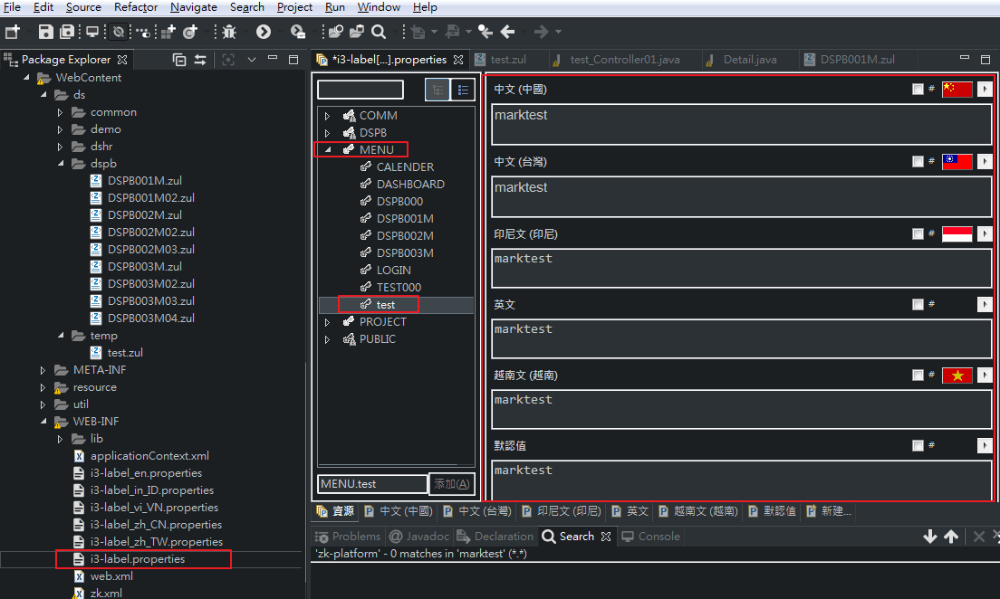 File Edit Source Refactor Navigate Search Project Run Window Help
Package Explorer
WebContent
ds
common
demo
dshr
dspb
DSPB001M.zul
DSPB001M02.zul
DSPB002M.zul
DSPB002M02.zul
DSPB002M03.zul
DSPB003M.zul
DSPB003M02.zul
DSPB003M03.zul
DSPB003M04.zul
temp
test.zul
META-INF
resource
util
WEB-INF
lib
applicationContext.xml
i3-label_en.properties
i3-label_in_ID.properties
i3-label_vi_VN.properties
i3-label_zh_CN.properties
i3-label_zh_TW.properties
i3-label.properties
web.xml
zk.xml
*i3-label[...].properties test.zul test_Controller01.java Detail.java DSPB001M.zul
COMM
DSPB
MENU
CALENDER
DASHBOARD
DSPB000
DSPB001M
DSPB002M
DSPB003M
LOGIN
TEST000
test
PROJECT
PUBLIC
MENU.test 添加(A)
中文 (中國) #
marktest
中文 (台灣) #
marktest
印尼文 (印尼) #
marktest
英文 #
marktest
越南文 (越南) #
marktest
默認值 #
marktest
資源 中文 (中國) 中文 (台灣) 印尼文 (印尼) 英文 越南文 (越南) 默認值 新建...
Problems Javadoc Declaration Search Console
'zk-platform' - 0 matches in 'marktest' (*.*)